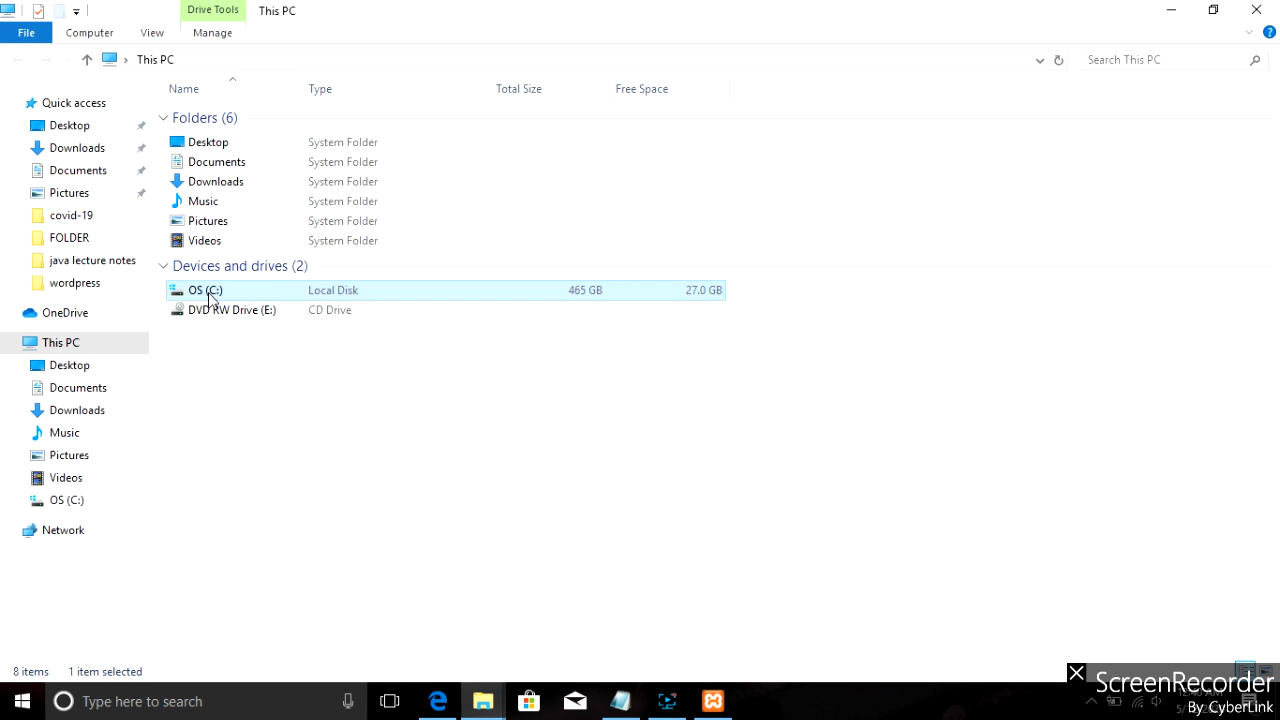 Drive Tools
This PC
File
Computer
View
Manage
This PC
Search This PC
Name
Type
Total Size
Free Space
Quick access
Desktop
Downloads
Documents
Pictures
covid-19
FOLDER
java lecture notes
wordpress
OneDrive
This PC
Desktop
Documents
Downloads
Music
Pictures
Videos
OS (C:)
Network
Folders (6)
Desktop System Folder
Documents System Folder
Downloads System Folder
Music System Folder
Pictures System Folder
Videos System Folder
Devices and drives (2)
OS (C:) Local Disk 465 GB 27.0 GB
DVD RW Drive (E:) CD Drive
8 items 1 item selected
Type here to search
ScreenRecorder
By CyberLink